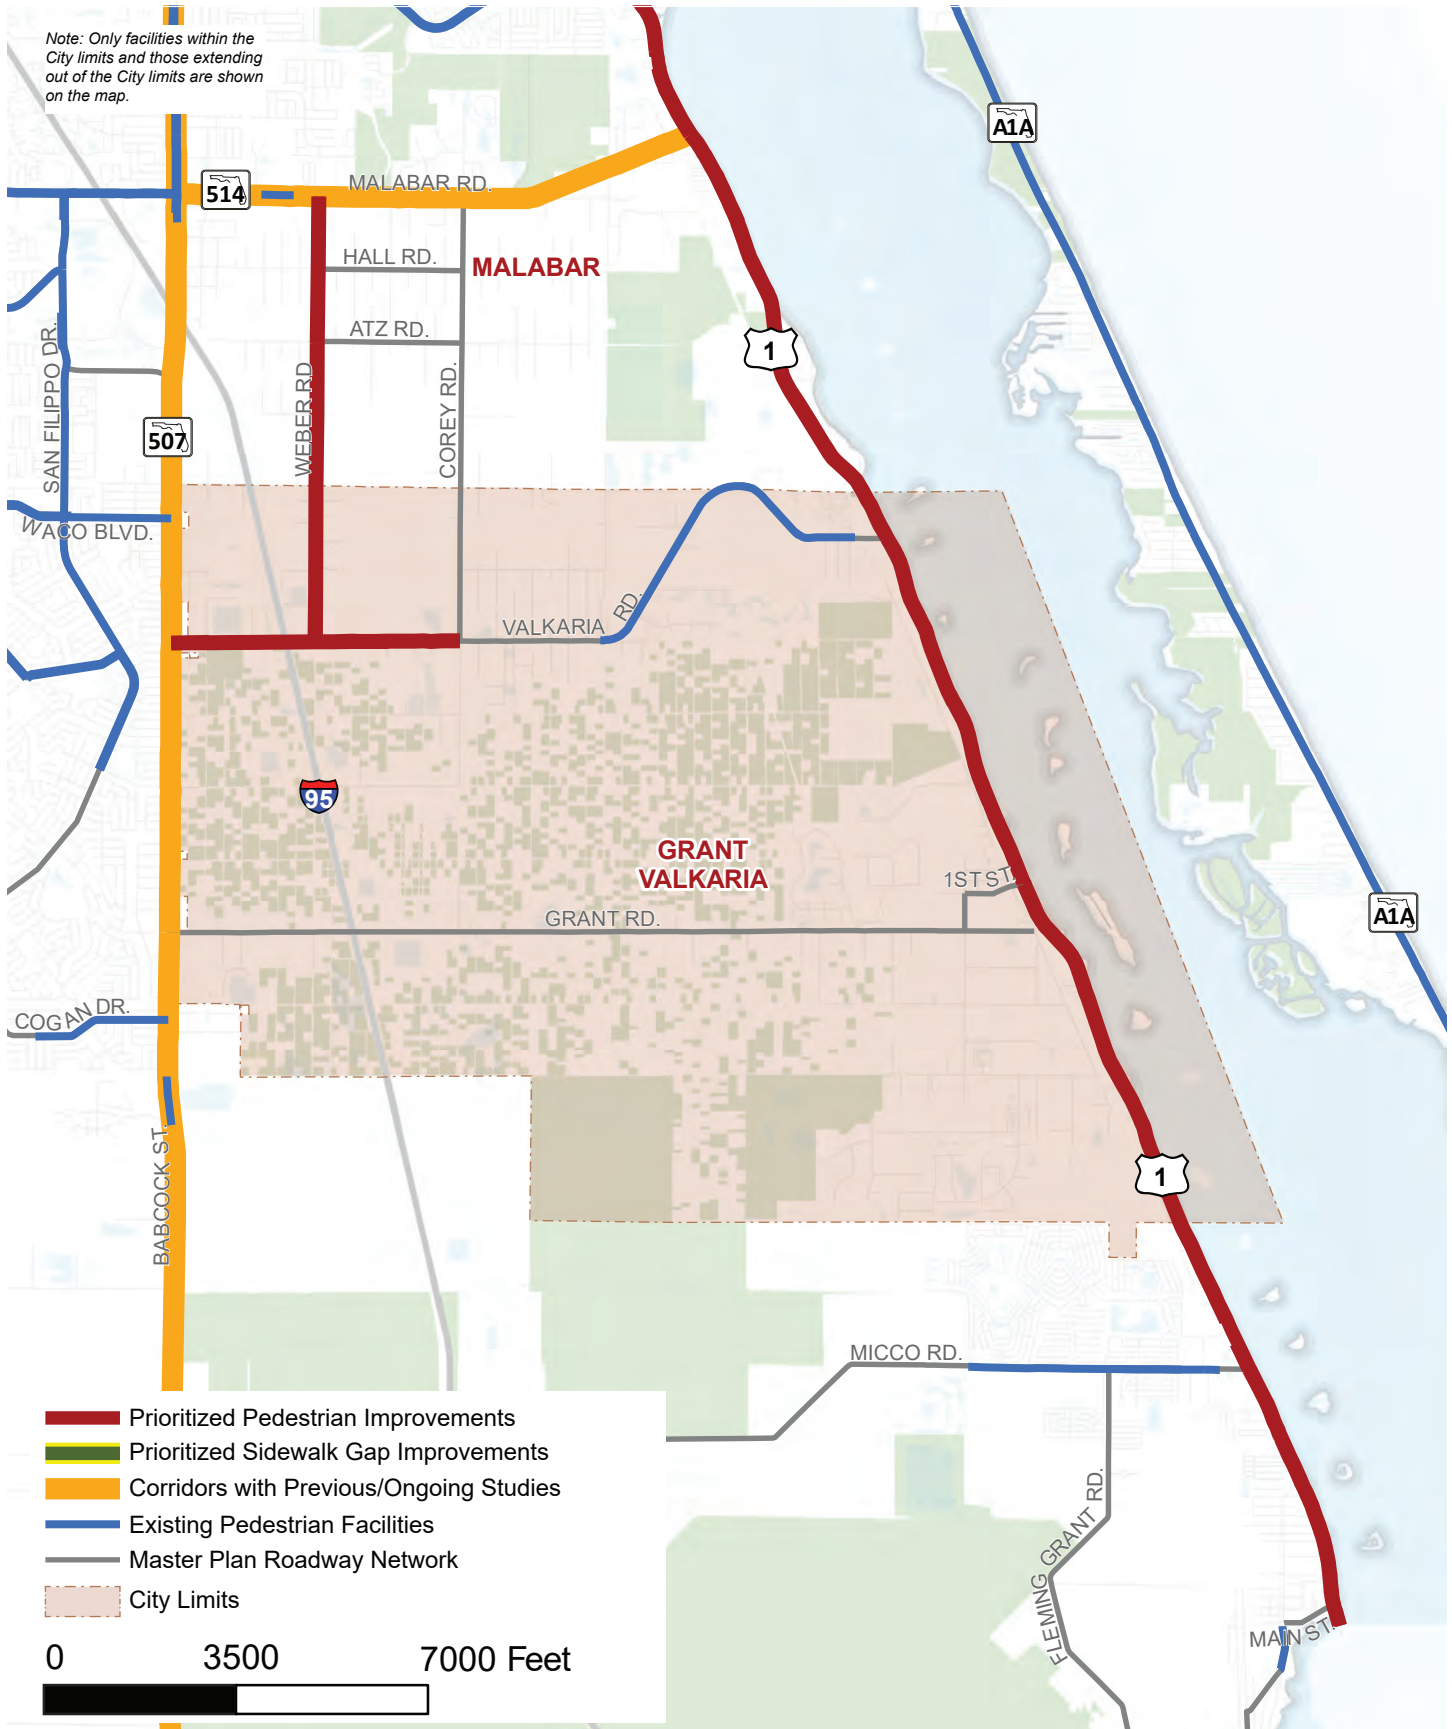 Note: Only facilities within the
City limits and those extending
out of the City limits are shown
on the map.
A1A
514
MALABAR RD.
HALL RD.
MALABAR
ATZ RD.
1
SAN FILIPPO DR.
WEBER RD
COREY RD.
507
WACO BLVD.
VALKARIA RD.
95
GRANT
VALKARIA
1ST ST.
GRANT RD.
A1A
COGAN DR.
BABCOCK ST.
1
MICCO RD.
FLEMING GRANT RD.
MAIN ST.
Prioritized Pedestrian Improvements
Prioritized Sidewalk Gap Improvements
Corridors with Previous/Ongoing Studies
Existing Pedestrian Facilities
Master Plan Roadway Network
City Limits
0 3500 7000 Feet